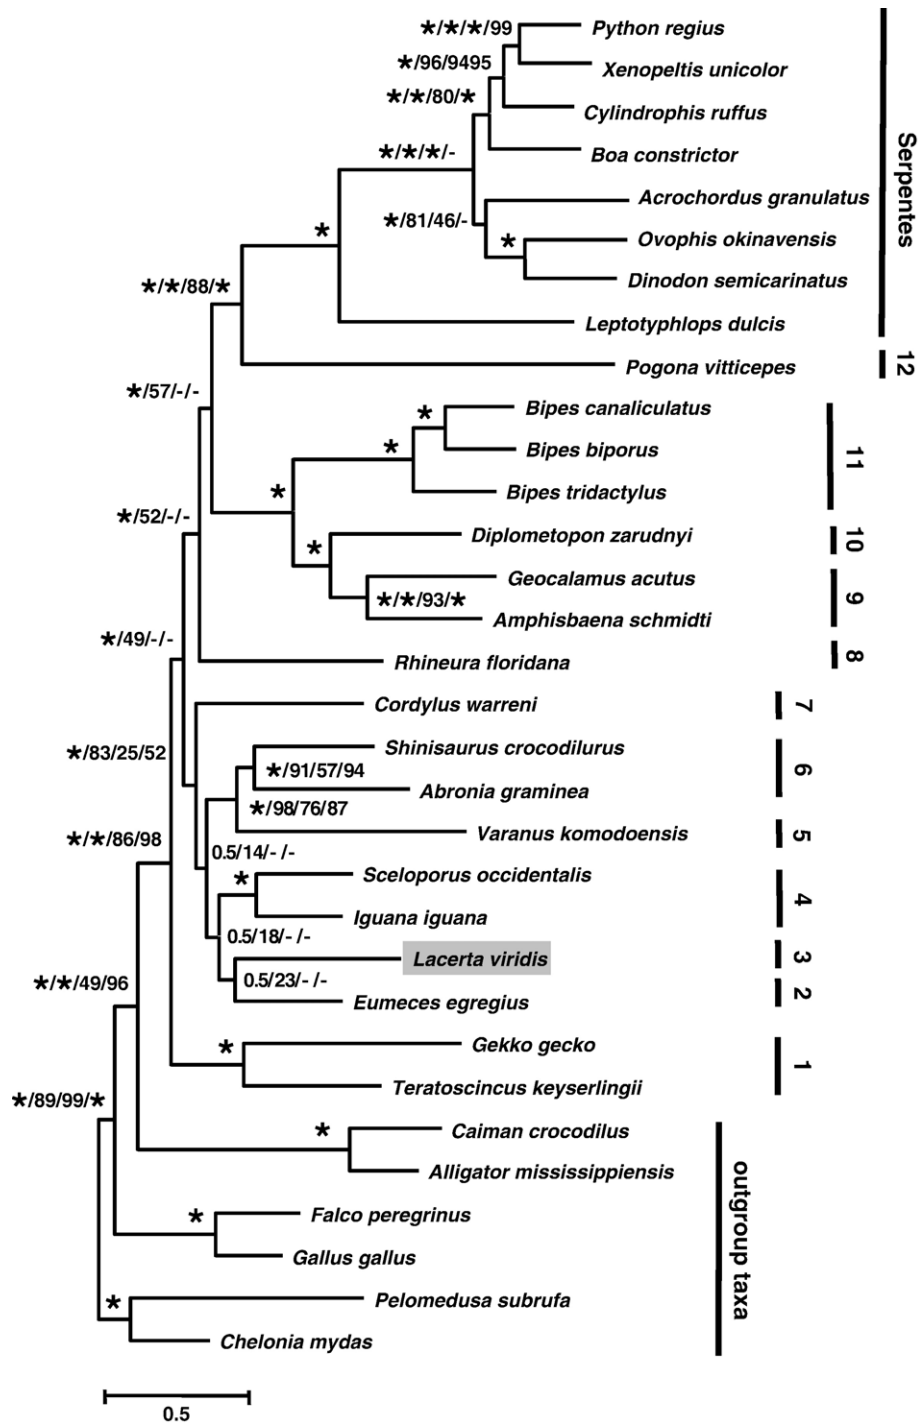 */*/*/99
Python regius
*/96/9495
Xenopeltis unicolor
*/*/80/*
Cylindrophis ruffus
*/*/*/-
Boa constrictor
Acrochordus granulatus
*/81/46/-
*
Ovophis okinavensis
*
Dinodon semicarinatus
Serpentes
*/*/88/*
Leptotyphlops dulcis
Pogona vitticeps
12
*/57/-/-
*
Bipes canaliculatus
*
Bipes biporus
11
*
Bipes tridactylus
*/52/-/-
*
Diplometopon zarudnyi
10
Geocalamus acutus
*/*/93/*
9
Amphisbaena schmidti
*/49/-/-
Rhineura floridana
8
Cordylus warreni
7
*/83/25/52
Shinisaurus crocodilurus
*/91/57/94
6
Abronia graminea
*/98/76/87
Varanus komodoensis
5
*/*/86/98
0.5/14/- /-
*
Sceloporus occidentalis
4
Iguana iguana
0.5/18/- /-
Lacerta viridis
3
0.5/23/- /-
Eumeces egregius
2
*/*/49/96
*
Gekko gecko
1
Teratoscincus keyserlingii
*/89/99/*
*
Caiman crocodilus
Alligator mississippiensis
*
Falco peregrinus
Gallus gallus
outgroup taxa
*
Pelomedusa subrufa
Chelonia mydas
0.5